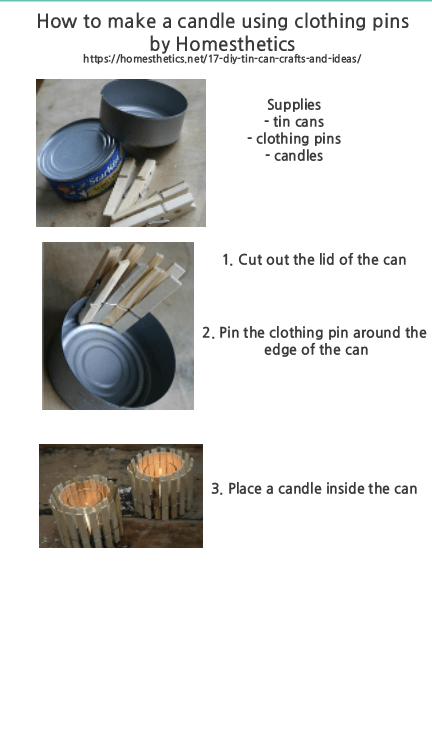 How to make a candle using clothing pins
by Homesthetics
https://homesthetics.net/17-diy-tin-can-crafts-and-ideas/
Supplies
- tin cans
- clothing pins
- candles
StarKist
1. Cut out the lid of the can
2. Pin the clothing pin around the
edge of the can
3. Place a candle inside the can